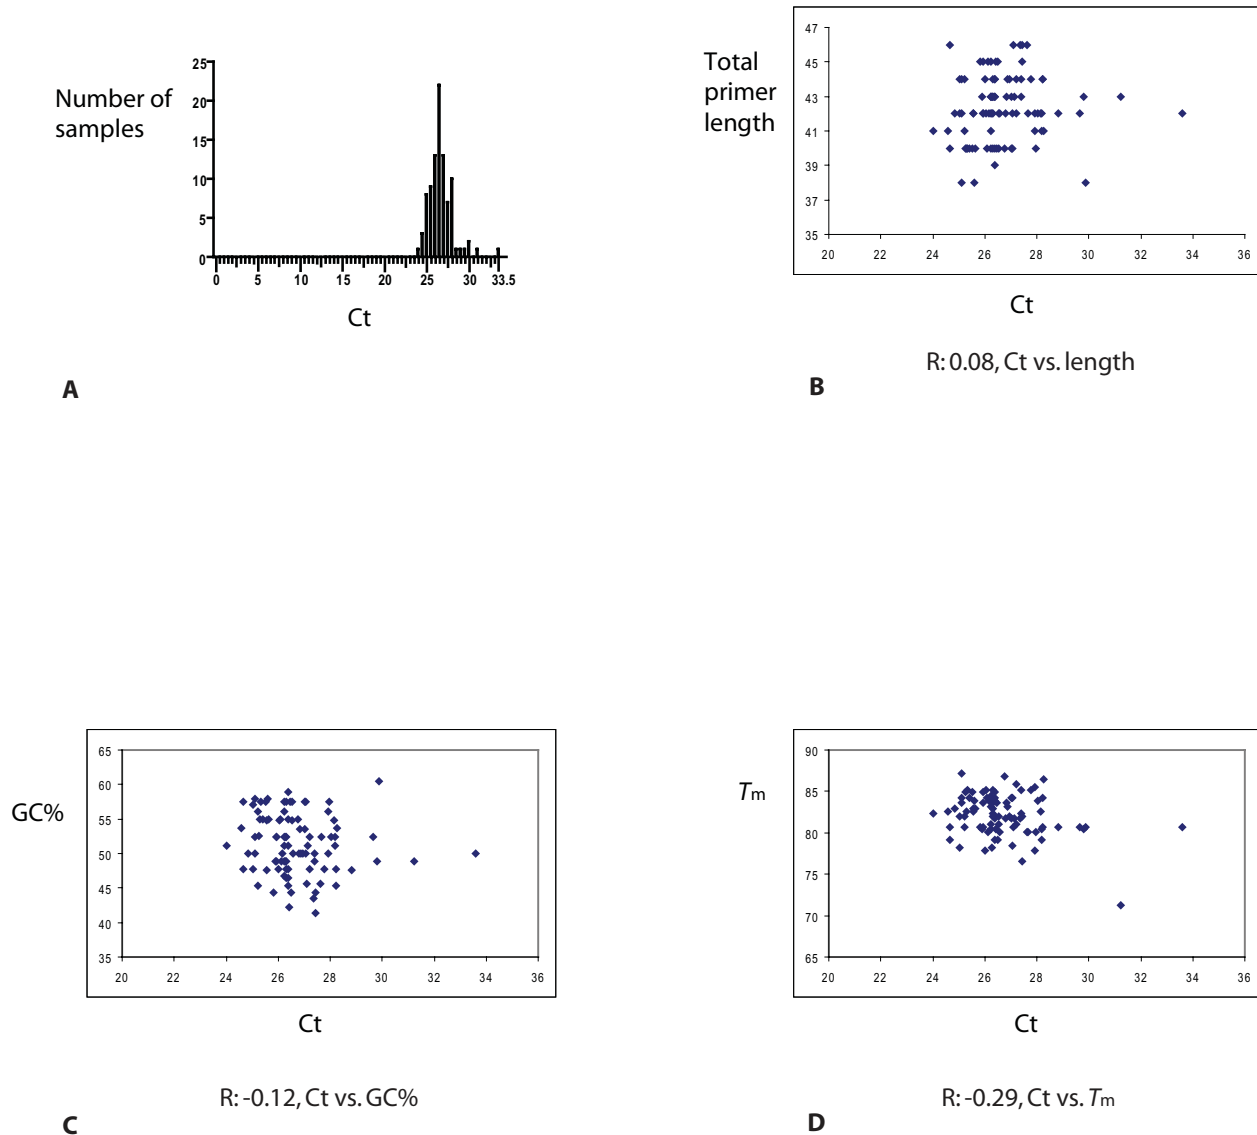 Number of
samples
25
20
15
10
5
0
0 5 10 15 20 25 30 33.5
Ct
A
Total
primer
length
47
45
43
41
39
37
35
20 22 24 26 28 30 32 34 36
Ct
R: 0.08, Ct vs. length
B
GC%
65
60
55
50
45
40
35
20 22 24 26 28 30 32 34 36
Ct
R: -0.12, Ct vs. GC%
C
Tm
90
85
80
75
70
65
20 22 24 26 28 30 32 34 36
Ct
R: -0.29, Ct vs. Tm
D